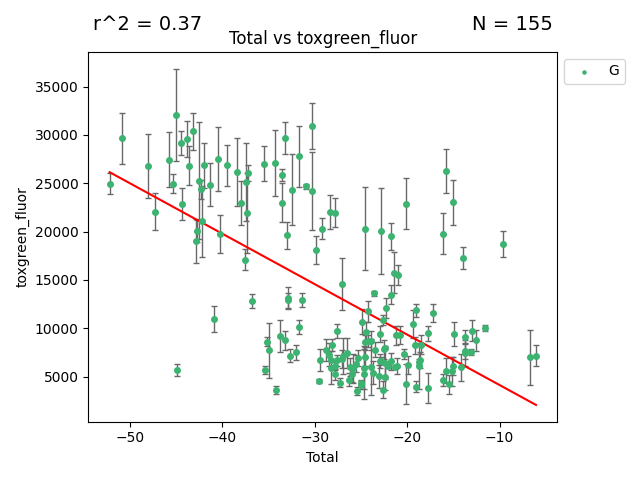 r^2 = 0.37
N = 155
Total vs toxgreen_fluor
G
35000
30000
25000
20000
15000
10000
5000
toxgreen_fluor
−50
−40
−30
−20
−10
Total